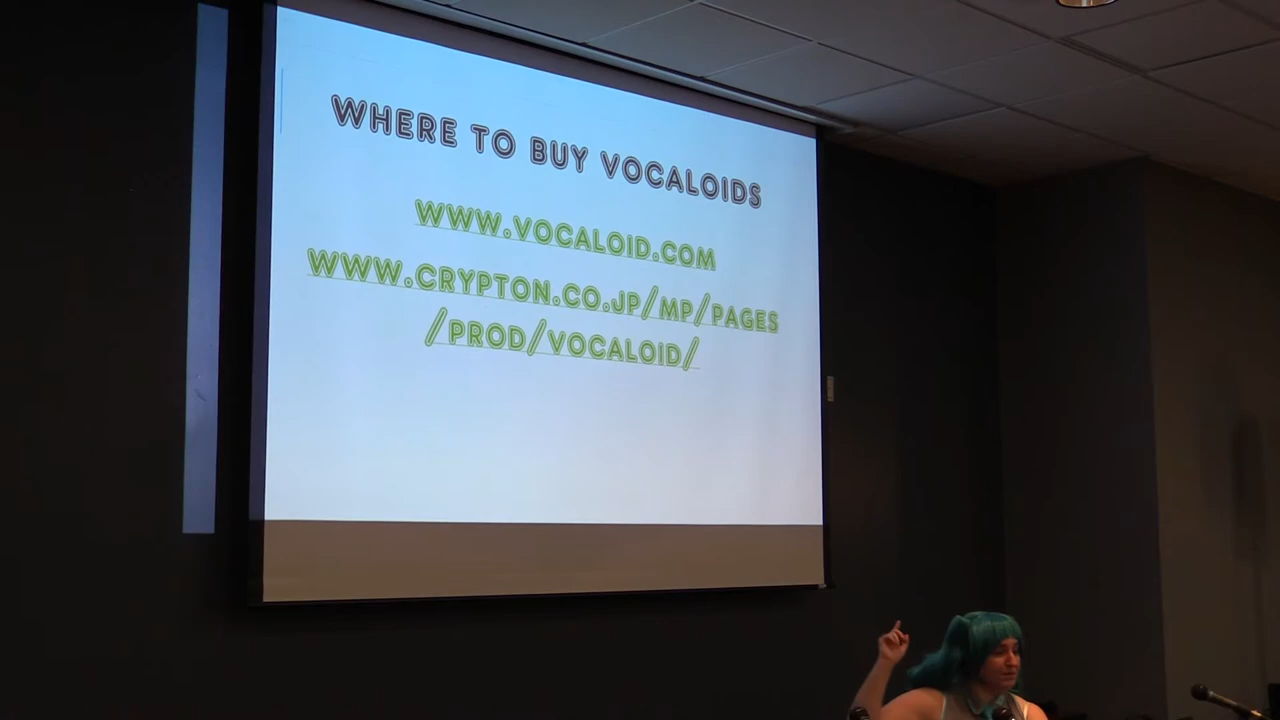 WHERE TO BUY VOCALOIDS
WWW.VOCALOID.COM
WWW.CRYPTON.CO.JP/MP/PAGES
/PROD/VOCALOID/